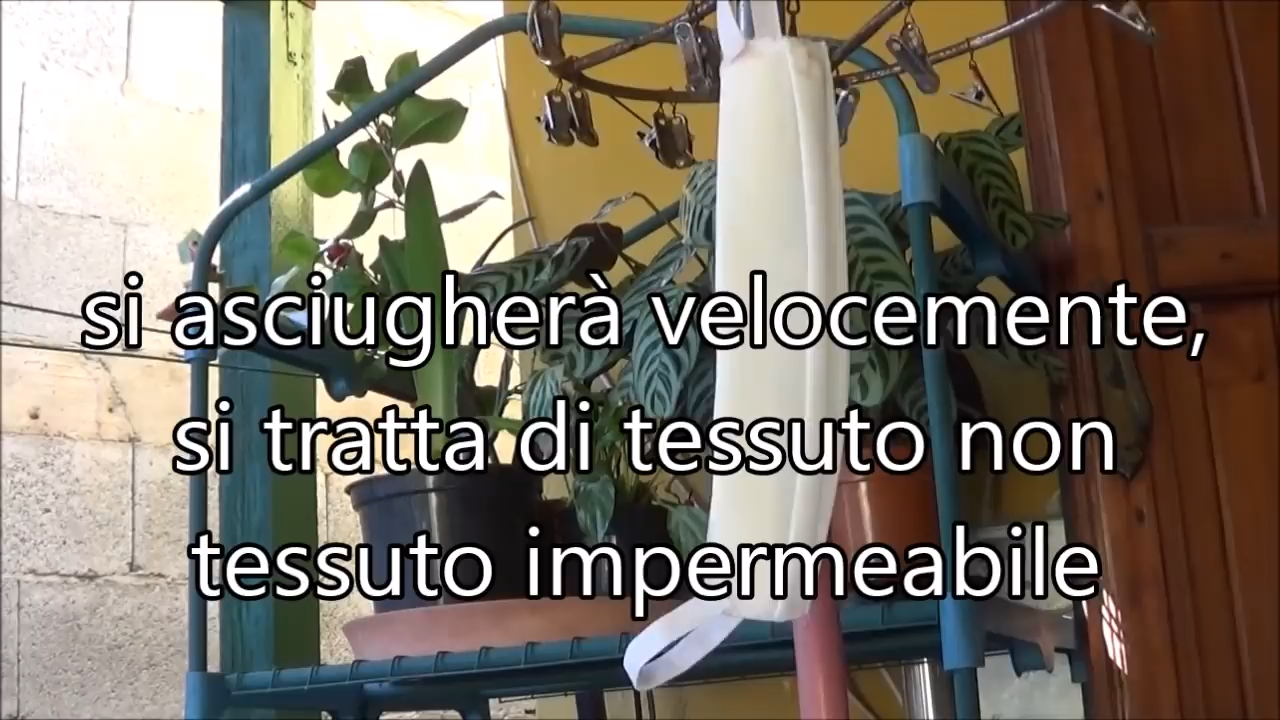 si asciugherà velocemente,
si tratta di tessuto non
tessuto impermeabile